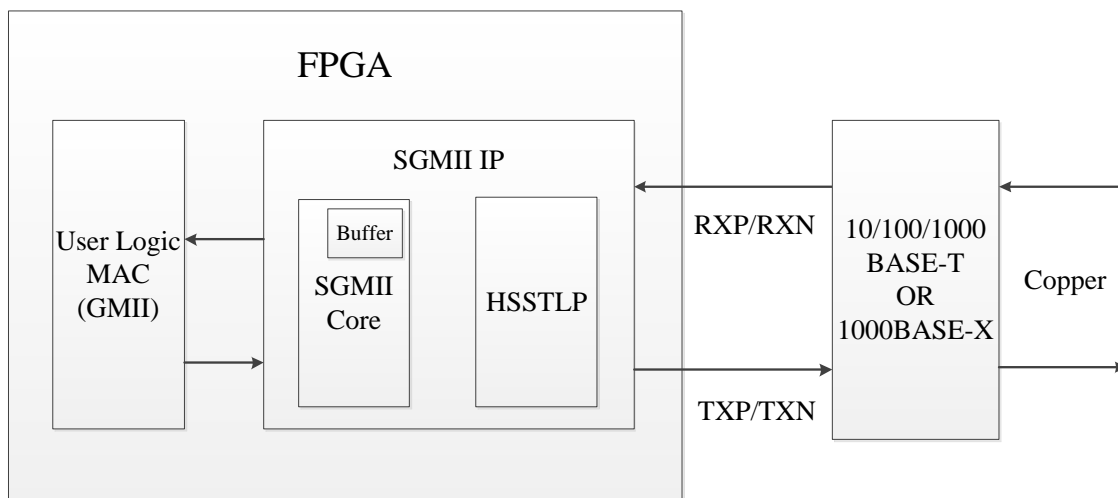 FPGA
User Logic
MAC
(GMII)
SGMII IP
Buffer
SGMII
Core
HSSTLP
RXP/RXN
TXP/TXN
10/100/1000
BASE-T
OR
1000BASE-X
Copper